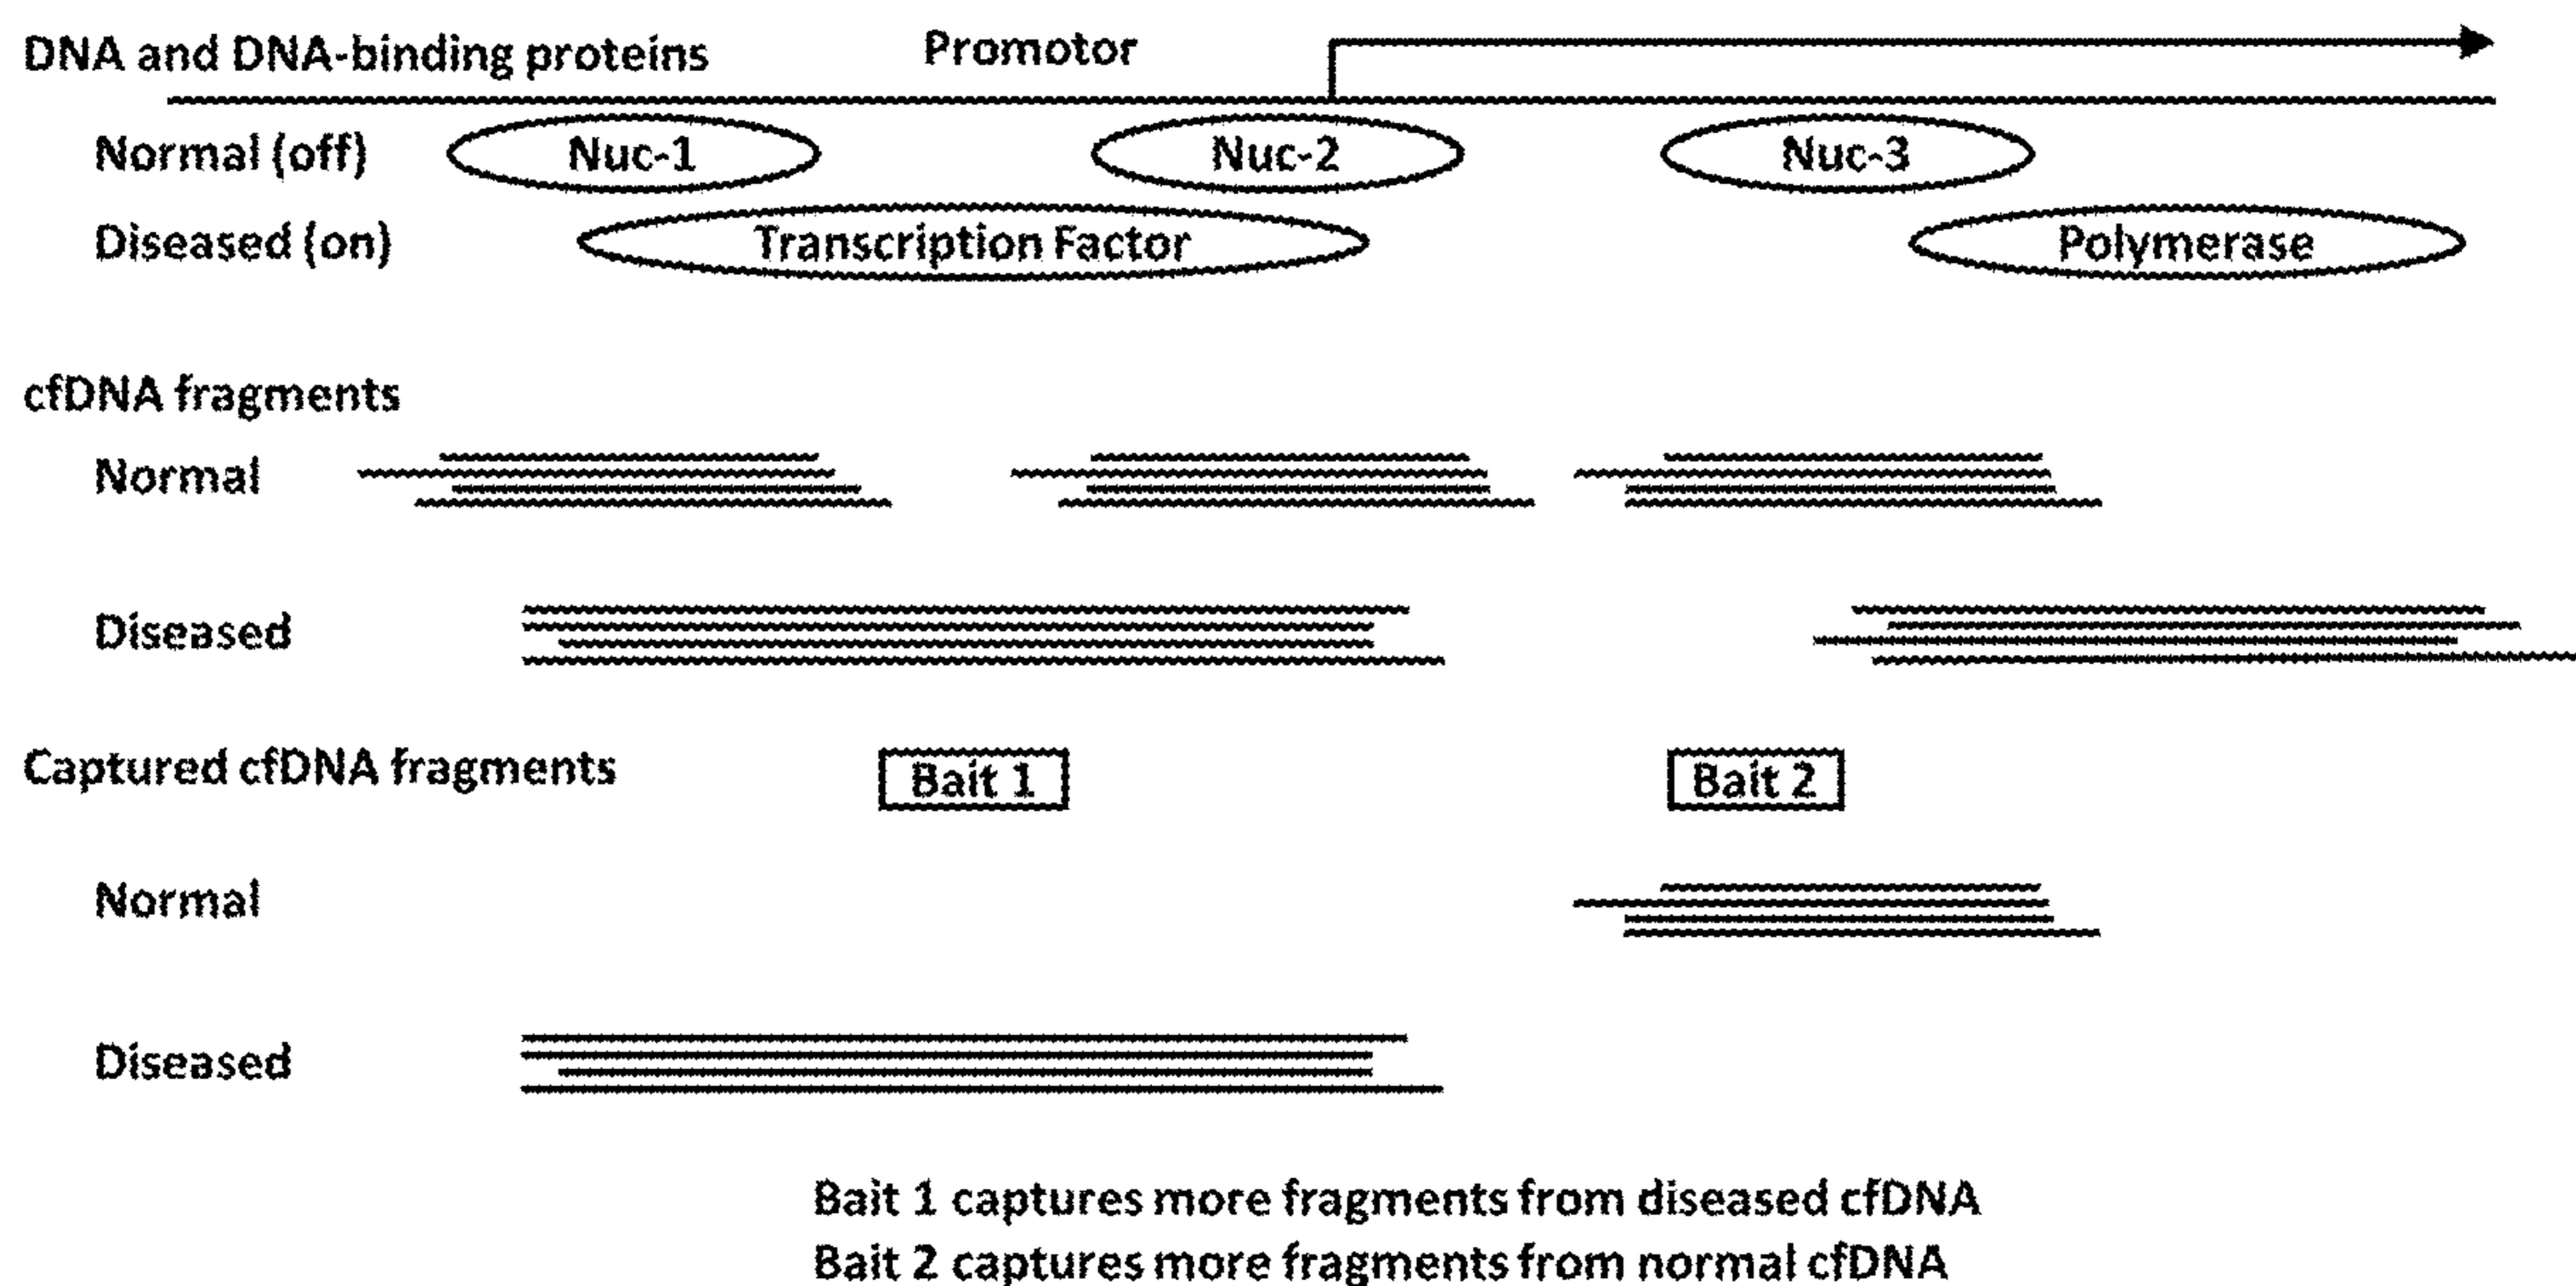 DNA and DNA-binding proteins
Promotor
Normal (off)
Nuc-1
Nuc-2
Nuc-3
Diseased (on)
Transcription Factor
Polymerase
cfDNA fragments
Normal
Diseased
Captured cfDNA fragments
Bait 1
Bait 2
Normal
Diseased
Bait 1 captures more fragments from diseased cfDNA
Bait 2 captures more fragments from normal cfDNA